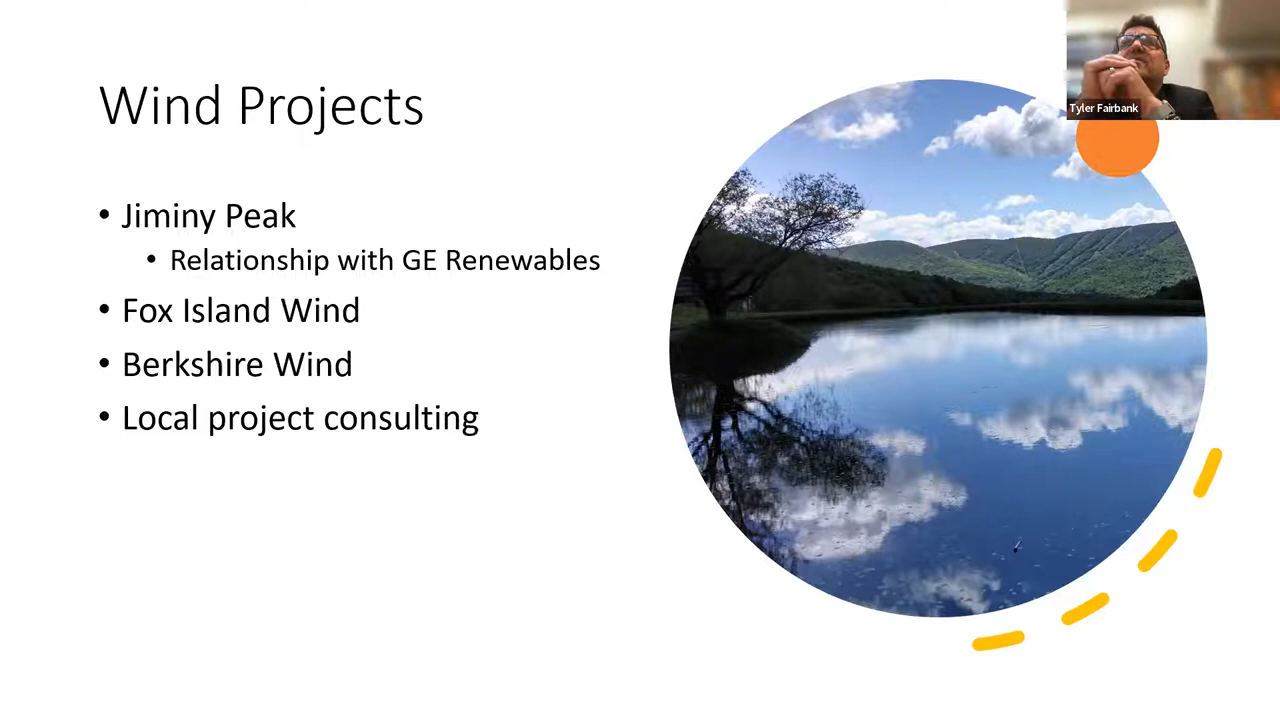 Wind Projects
• Jiminy Peak
• Relationship with GE Renewables
• Fox Island Wind
• Berkshire Wind
• Local project consulting
Tyler Fairbank